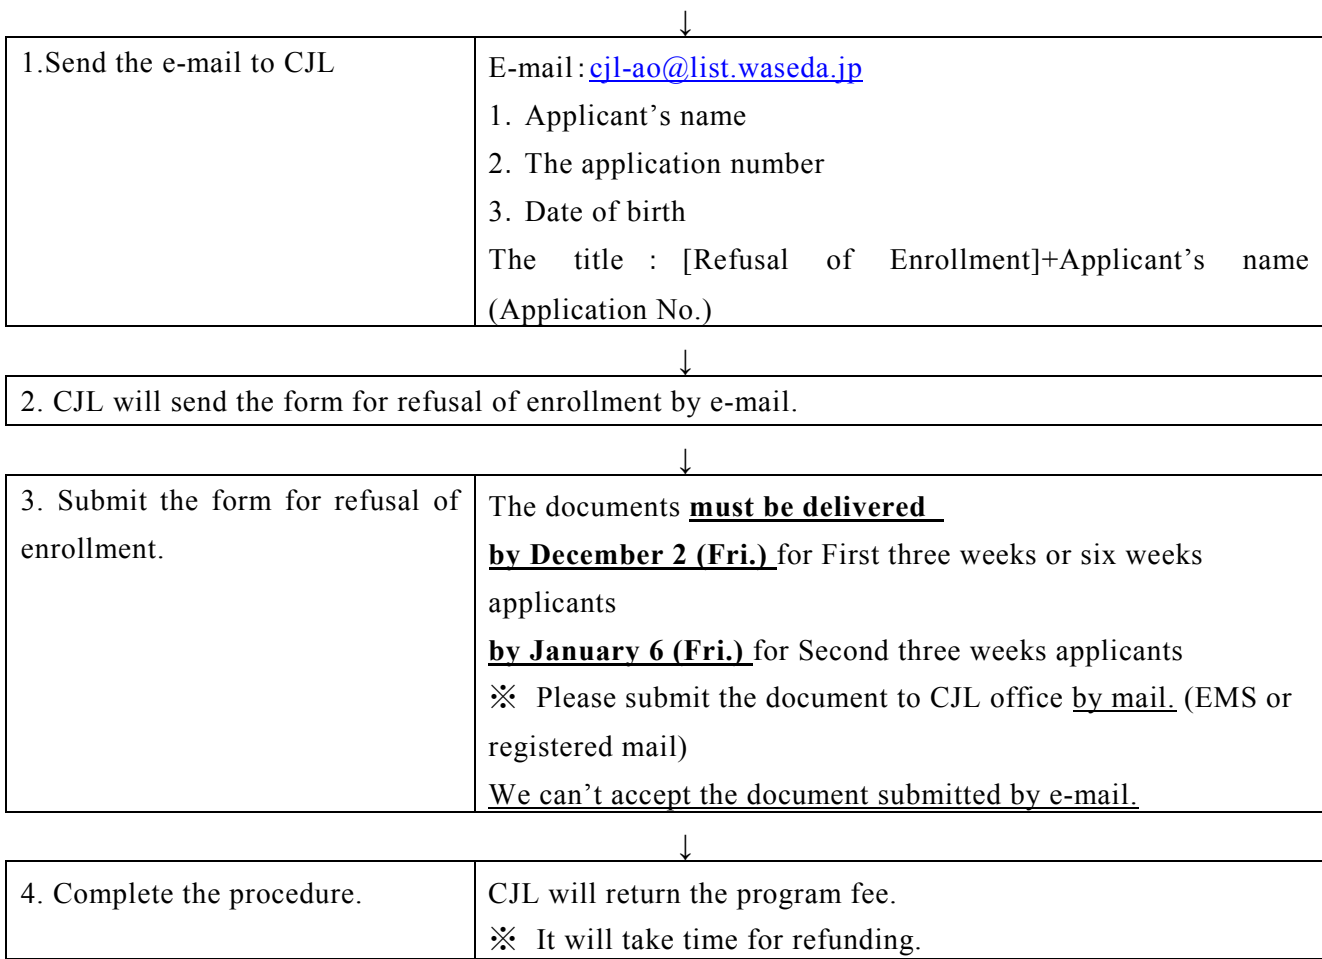 ↓
1.Send the e-mail to CJL
E-mail:cjl-ao@list.waseda.jp
1. Applicant's name
2. The application number
3. Date of birth
The title : [Refusal of Enrollment]+Applicant's name
(Application No.)
↓
2. CJL will send the form for refusal of enrollment by e-mail.
↓
3. Submit the form for refusal of
enrollment.
The documents must be delivered
by December 2 (Fri.) for First three weeks or six weeks
applicants
by January 6 (Fri.) for Second three weeks applicants
※ Please submit the document to CJL office by mail. (EMS or
registered mail)
We can't accept the document submitted by e-mail.
↓
4. Complete the procedure.
CJL will return the program fee.
※ It will take time for refunding.